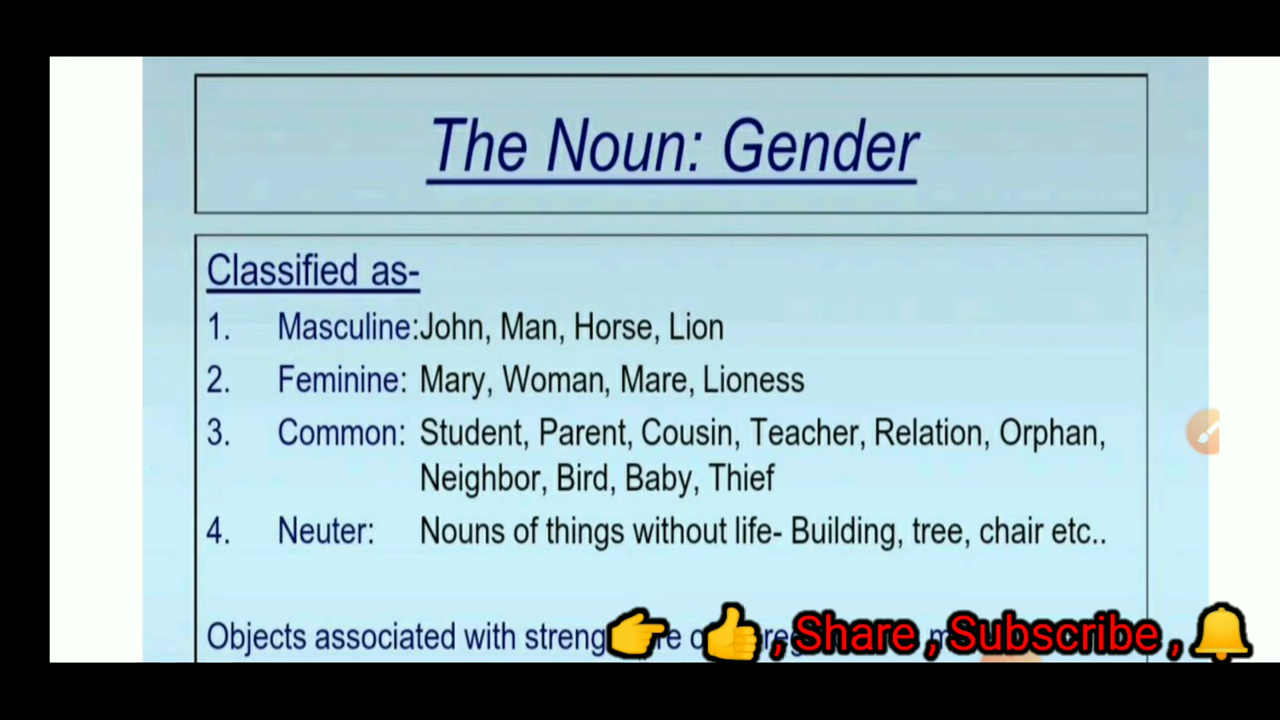 The Noun: Gender
Classified as-
1. Masculine:John, Man, Horse, Lion
2. Feminine: Mary, Woman, Mare, Lioness
3. Common: Student, Parent, Cousin, Teacher, Relation, Orphan,
Neighbor, Bird, Baby, Thief
4. Neuter: Nouns of things without life- Building, tree, chair etc..
Objects associated with
👉 👍, Share , Subscribe , 🔔